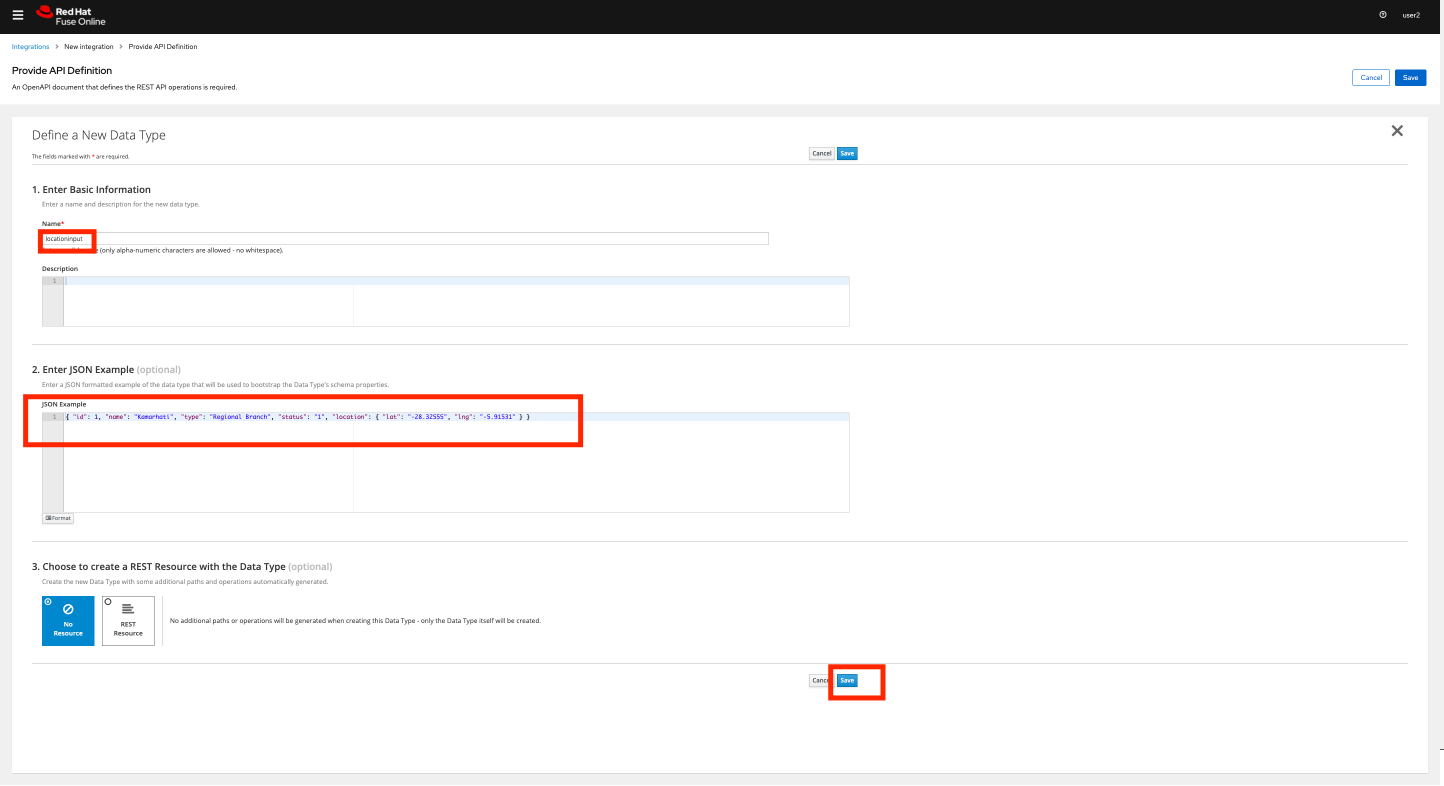 Red Hat
Fuse Online
user2
Integrations > New integration > Provide API Definition
Provide API Definition
An OpenAPI document that defines the REST API operations is required.
Cancel Save
Define a New Data Type
The fields marked with * are required.
Cancel Save
1. Enter Basic Information
Enter a name and description for the new data type.
Name*
locationinput
(only alpha-numeric characters are allowed - no whitespace).
Description
1
2. Enter JSON Example (optional)
Enter a JSON formatted example of the data type that will be used to bootstrap the Data Type's schema properties.
JSON Example
1 { "id": 1, "name": "Kamarhati", "type": "Regional Branch", "status": "1", "location": { "lat": "-28.32555", "lng": "-5.91531" } }
Format
3. Choose to create a REST Resource with the Data Type (optional)
Create the new Data Type with some additional paths and operations automatically generated.
No
Resource
REST
Resource
No additional paths or operations will be generated when creating this Data Type - only the Data Type itself will be created.
Cancel Save